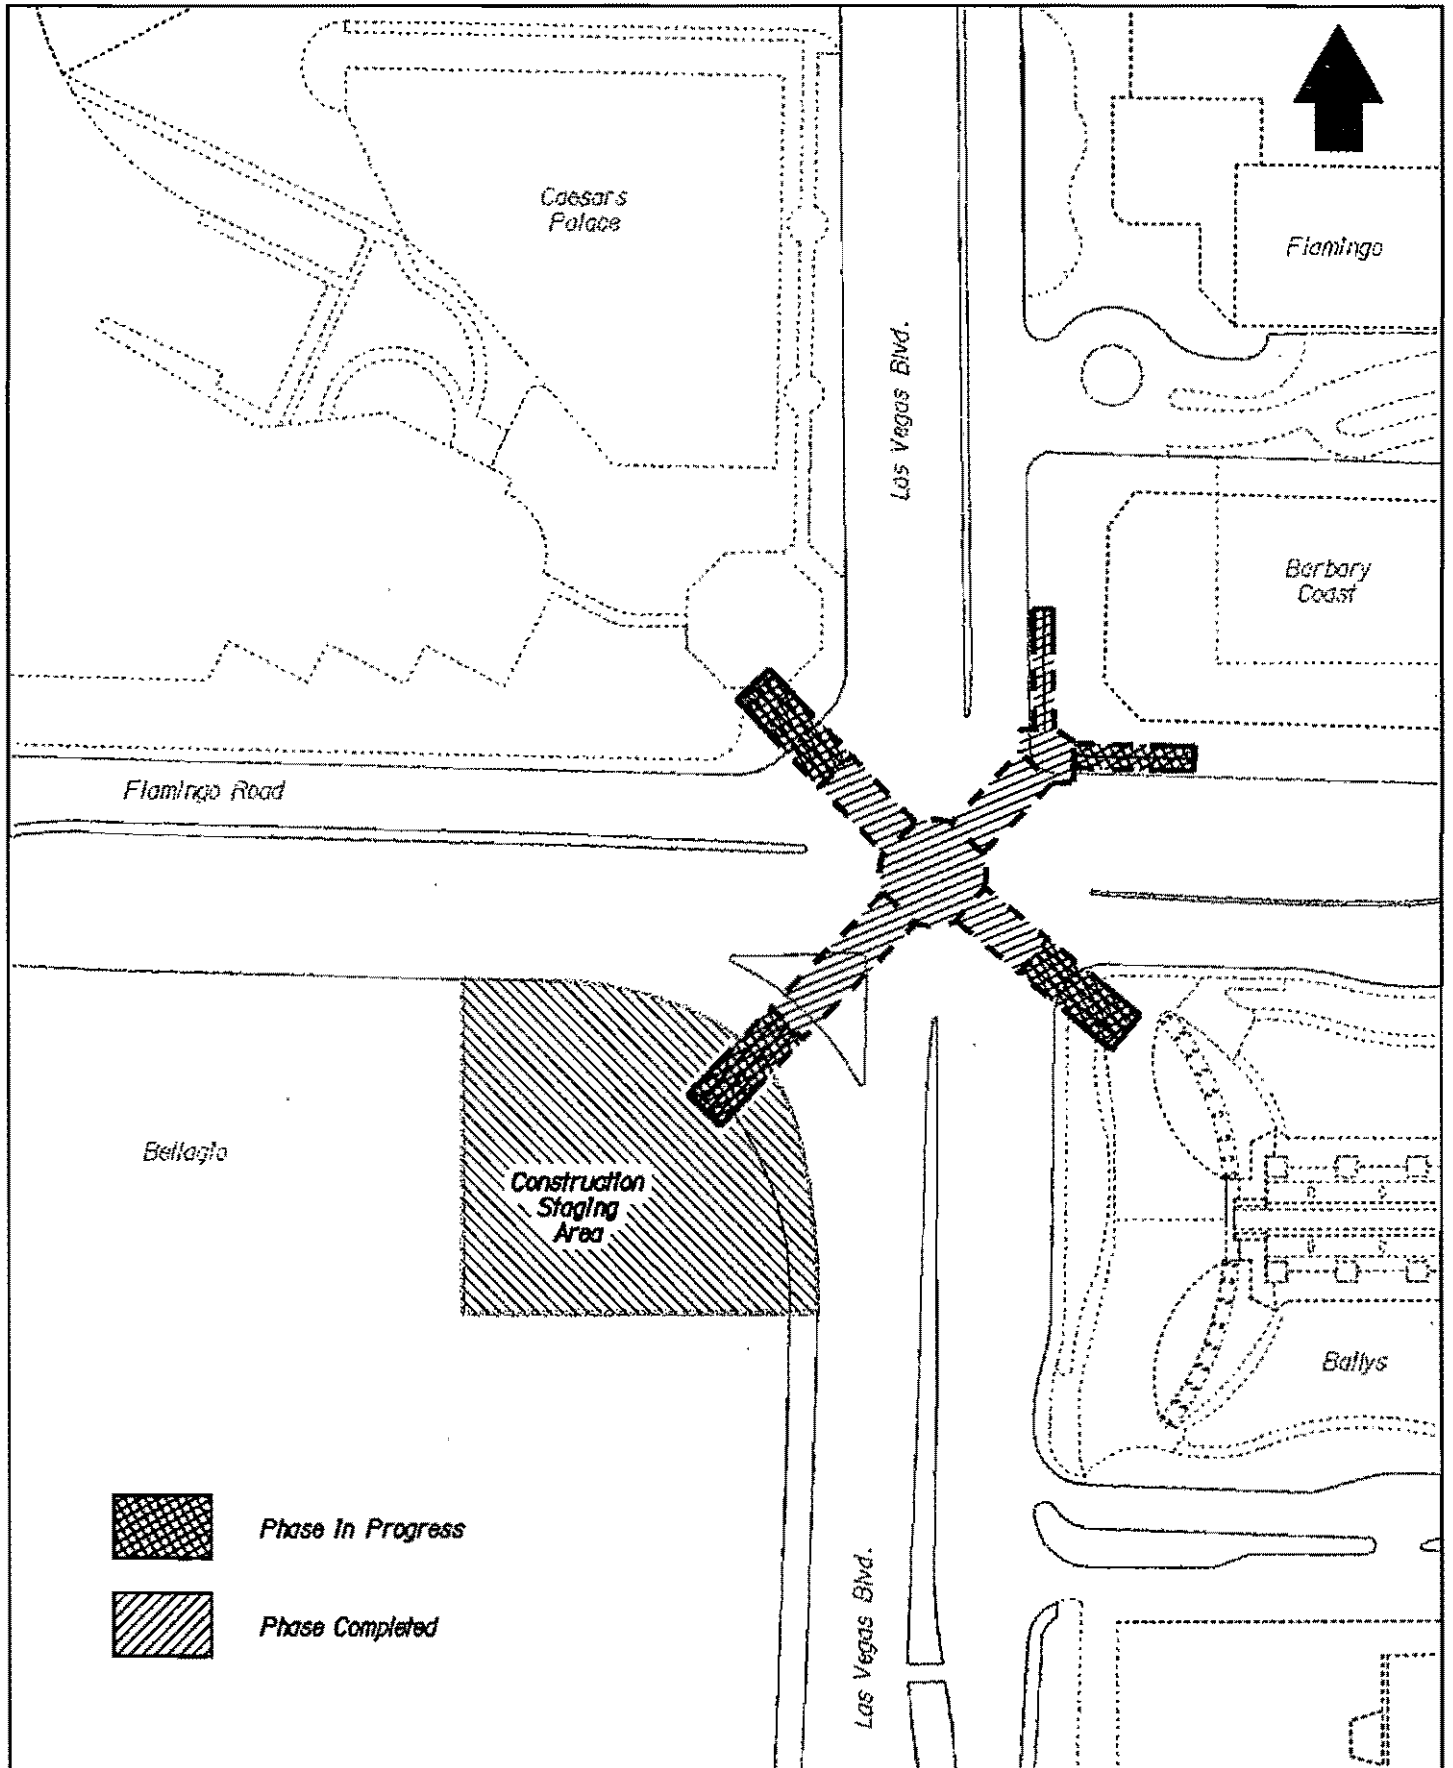 Caesars
Palace
Flamingo
Las Vegas Blvd.
Barbary
Coast
Flamingo Road
Bellagio
Construction
Staging
Area
Ballys
Phase In Progress
Phase Completed
Las Vegas Blvd.